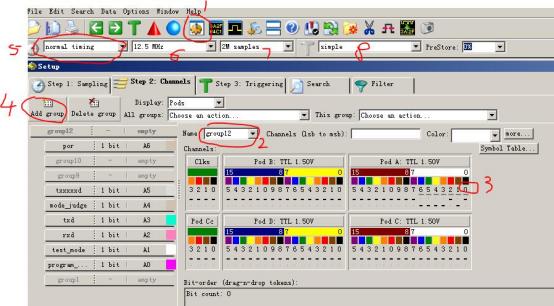 File Edit Search Data Options Window Help
1
5 normal timing 12.5 MHz 6 2M samples 7 simple 8 PreStore: 0%
Setup
Step 1: Sampling Step 2: Channels Step 3: Triggering Search Filter
4
Add group Delete group Display: Pods
All groups: Choose an action... This group: Choose an action...
group12 - empty
Name group12 2 Channels (lsb to msb): Color: more...
Symbol Table...
Channels:
por 1 bit A6
group10 - empty
group9 - empty
txxxxxd 1 bit A5
mode_judge 1 bit A4
txd 1 bit A3
rxd 1 bit A2
test_mode 1 bit A1
program_... 1 bit A0
group1 - empty
Clks Pod B: TTL 1.50V Pod A: TTL 1.50V
15 8 7 0 15 8 7 0
3 2 1 0 5 4 3 2 1 0 9 8 7 6 5 4 3 2 1 0 5 4 3 2 1 0 9 8 7 6 5 4 3 2 1 0 3
Pod Cc Pod D: TTL 1.50V Pod C: TTL 1.50V
15 8 7 0 15 8 7 0
3 2 1 0 5 4 3 2 1 0 9 8 7 6 5 4 3 2 1 0 5 4 3 2 1 0 9 8 7 6 5 4 3 2 1 0
Bit-order (drag-n-drop tokens):
Bit count: 0